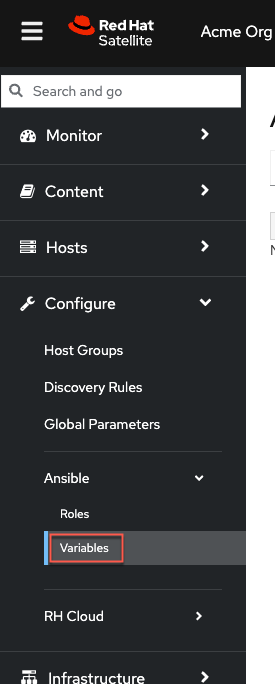 Red Hat
Satellite
Acme Org
Search and go
Monitor
Content
Hosts
Configure
Host Groups
Discovery Rules
Global Parameters
Ansible
Roles
Variables
RH Cloud
Infrastructure